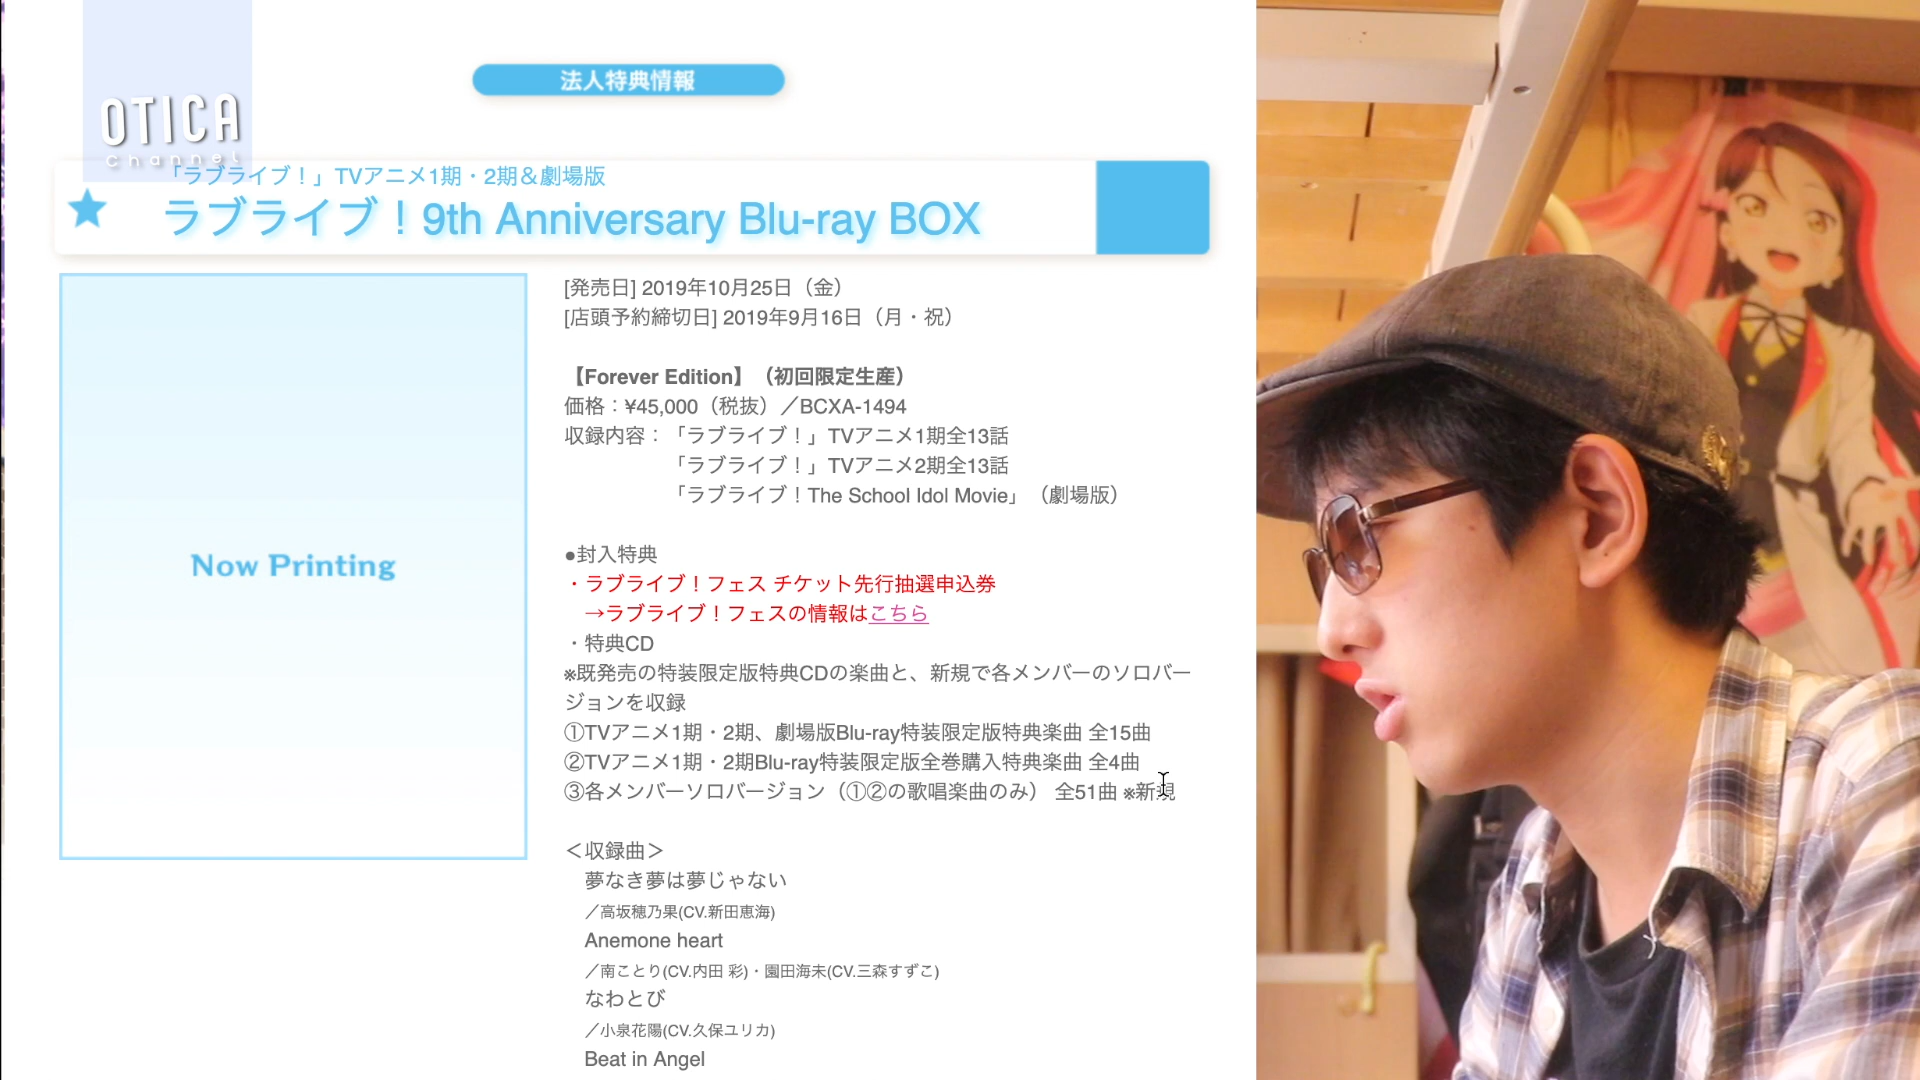 法人特典情報
OTICA
Channel
「ラブライブ！」TVアニメ1期・2期＆劇場版
ラブライブ！9th Anniversary Blu-ray BOX
Now Printing
[発売日] 2019年10月25日（金）
[店頭予約締切日] 2019年9月16日（月・祝）
【Forever Edition】（初回限定生産）
価格：¥45,000（税抜）／BCXA-1494
収録内容：「ラブライブ！」TVアニメ1期全13話
「ラブライブ！」TVアニメ2期全13話
「ラブライブ！The School Idol Movie」（劇場版）
●封入特典
・ラブライブ！フェス チケット先行抽選申込券
→ラブライブ！フェスの情報はこちら
・特典CD
※既発売の特装限定版特典CDの楽曲と、新規で各メンバーのソロバー
ジョンを収録
①TVアニメ1期・2期、劇場版Blu-ray特装限定版特典楽曲 全15曲
②TVアニメ1期・2期Blu-ray特装限定版全巻購入特典楽曲 全4曲
③各メンバーソロバージョン（①②の歌唱楽曲のみ） 全51曲 ※新規
＜収録曲＞
夢なき夢は夢じゃない
／高坂穂乃果(CV.新田恵海)
Anemone heart
／南ことり(CV.内田 彩)・園田海未(CV.三森すずこ)
なわとび
／小泉花陽(CV.久保ユリカ)
Beat in Angel